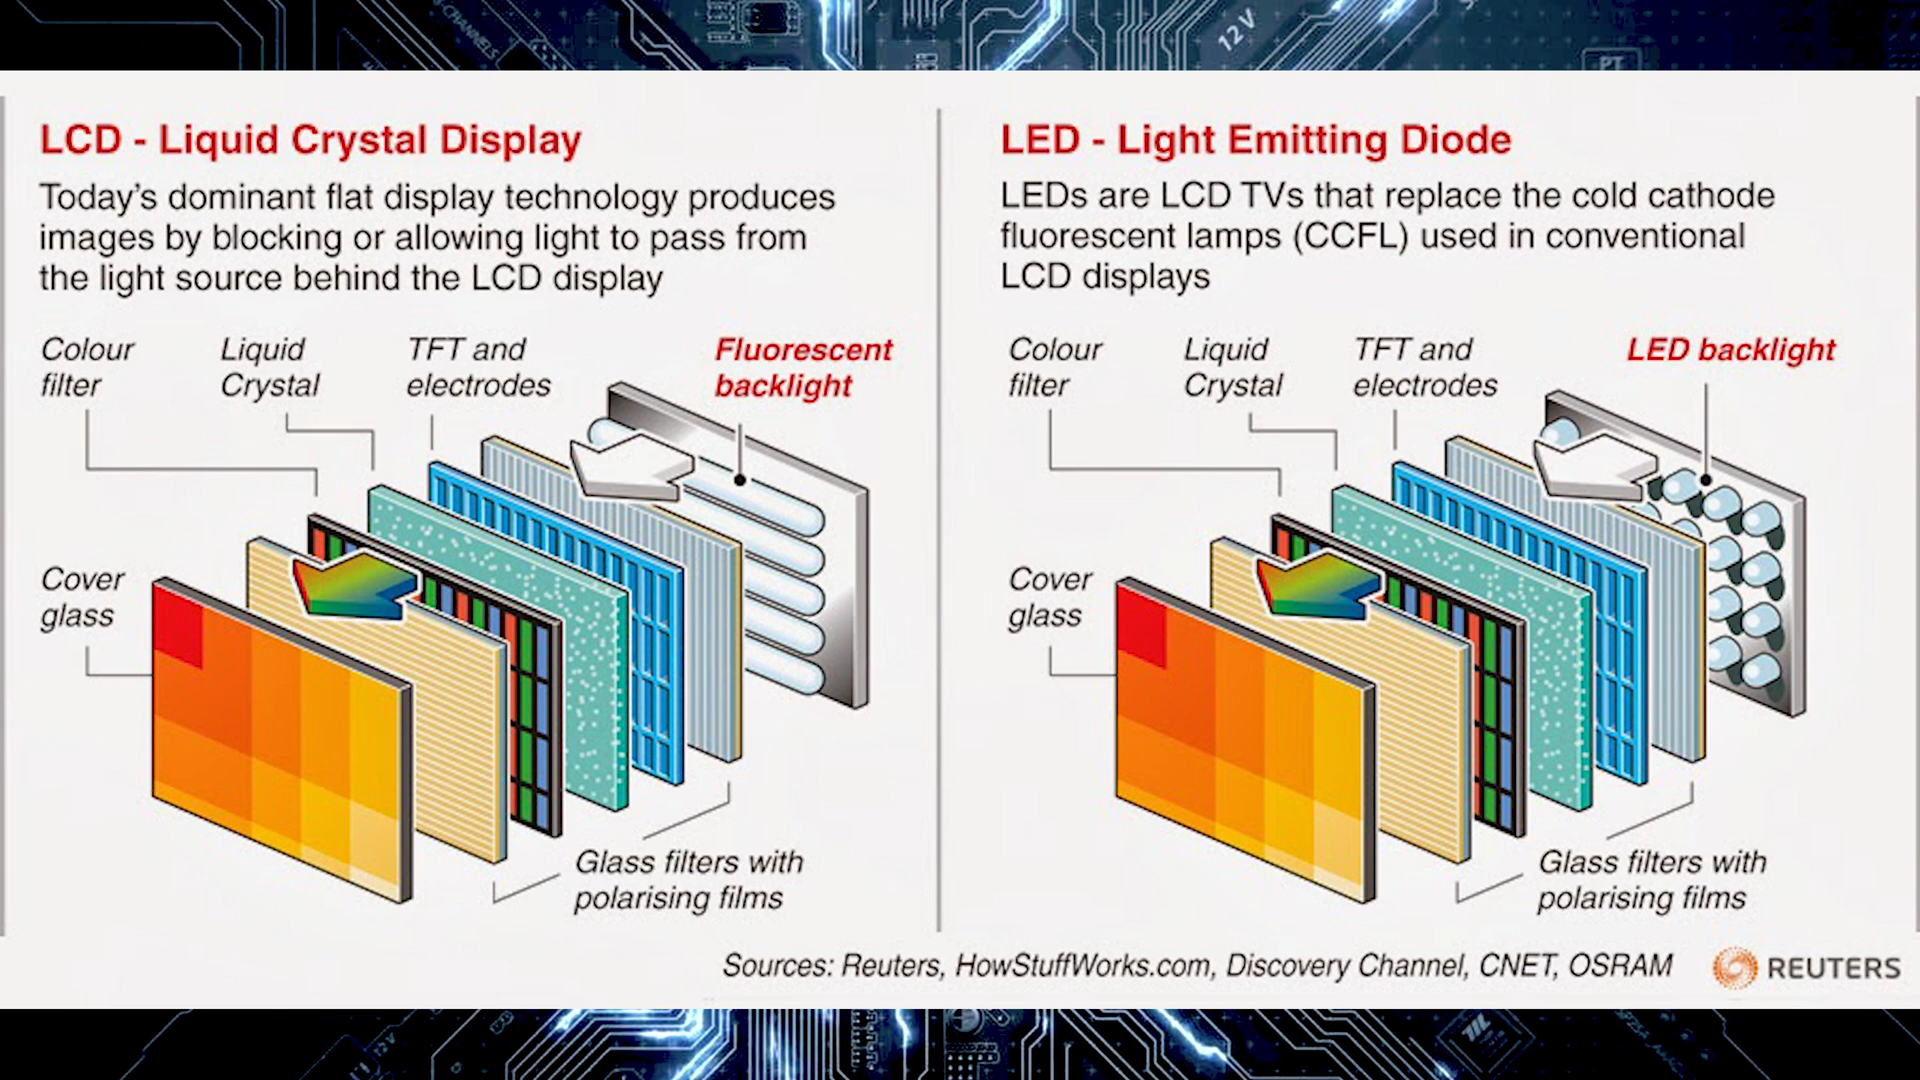 CHANNELS
12V
PT
LCD - Liquid Crystal Display
Today's dominant flat display technology produces
images by blocking or allowing light to pass from
the light source behind the LCD display
Colour
filter
Liquid
Crystal
TFT and
electrodes
Fluorescent
backlight
Cover
glass
Glass filters with
polarising films
LED - Light Emitting Diode
LEDs are LCD TVs that replace the cold cathode
fluorescent lamps (CCFL) used in conventional
LCD displays
Colour
filter
Liquid
Crystal
TFT and
electrodes
LED backlight
Cover
glass
Glass filters with
polarising films
Sources: Reuters, HowStuffWorks.com, Discovery Channel, CNET, OSRAM
REUTERS
12V